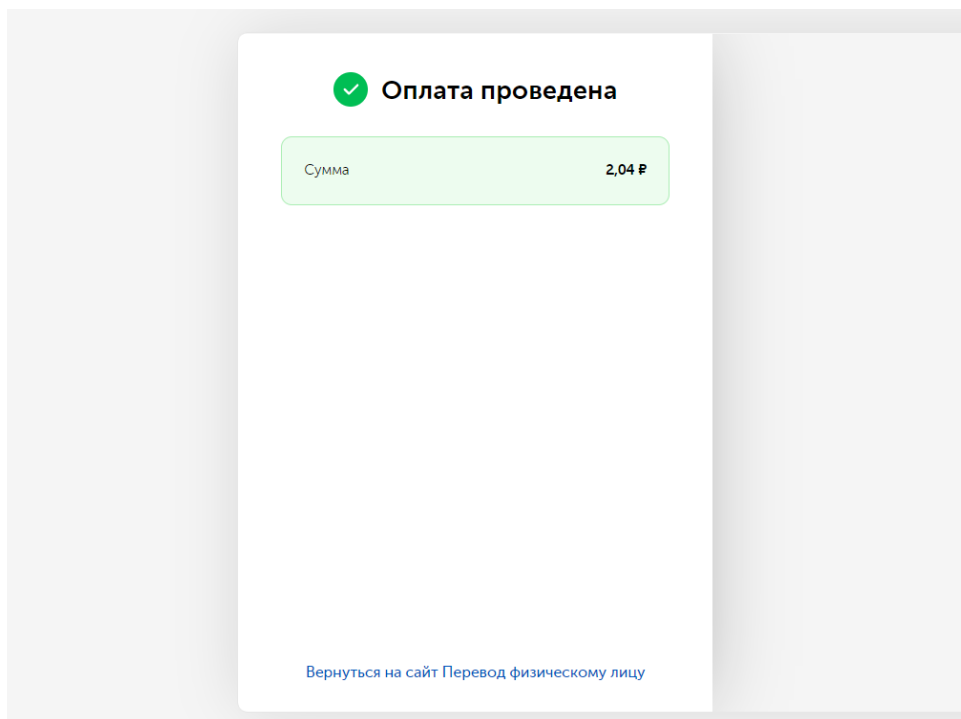 Оплата проведена
Сумма 2,04 ₽
Вернуться на сайт Перевод физическому лицу